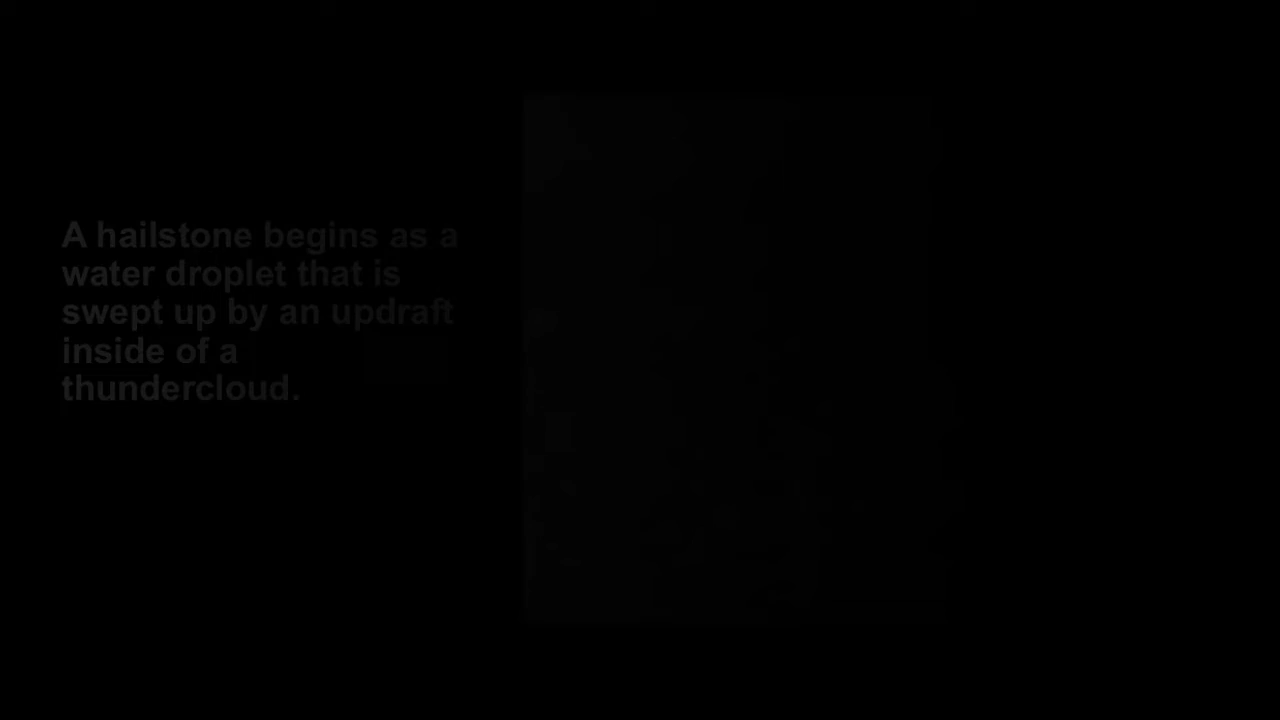 A hailstone begins as a
water droplet that is
swept up by an updraft
inside of a
thundercloud.